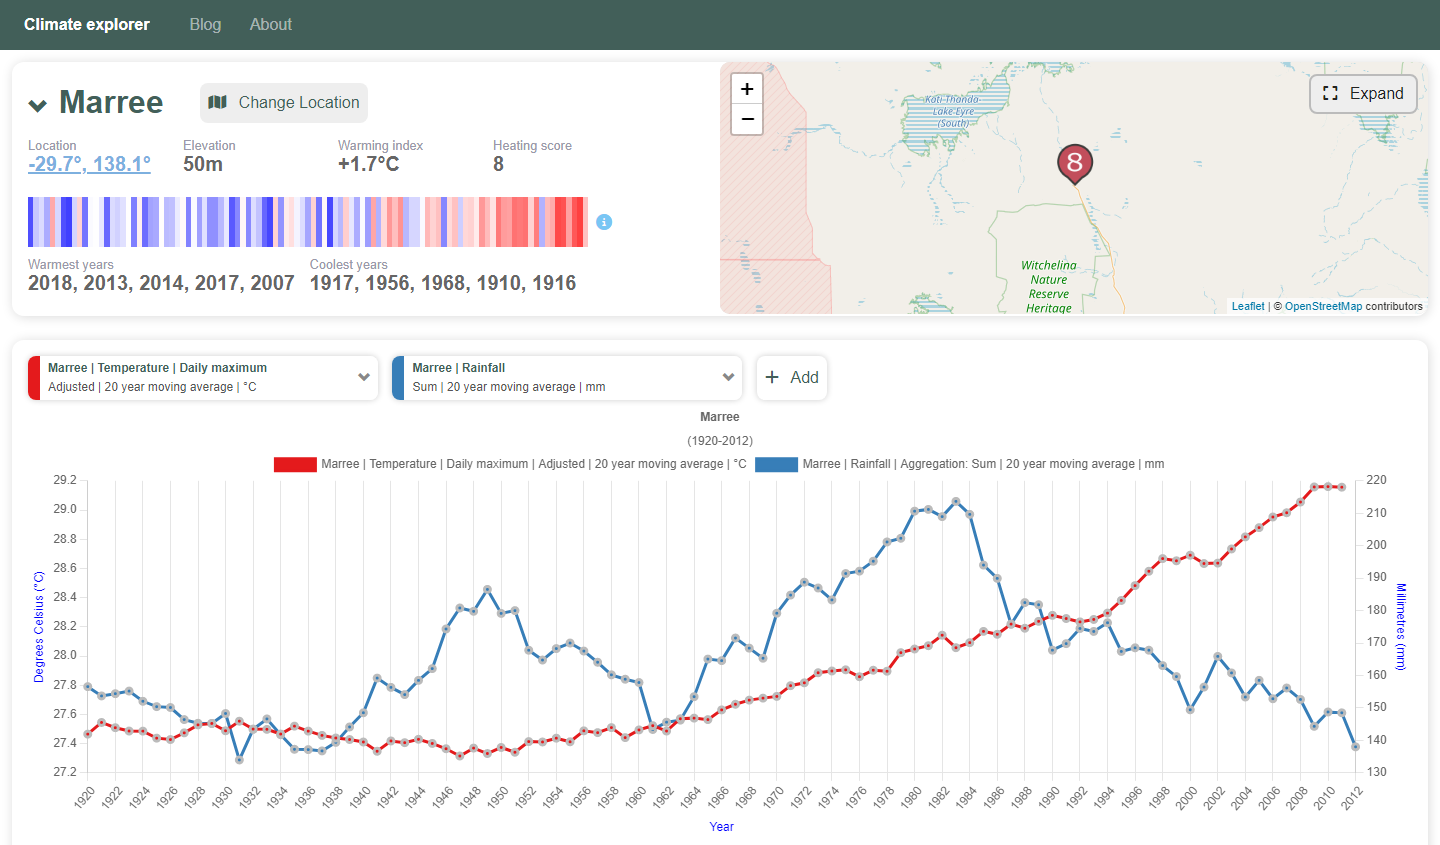 Climate explorer
Blog
About
Marree
Change Location
Location
-29.7°, 138.1°
Elevation
50m
Warming index
+1.7°C
Heating score
8
Warmest years
2018, 2013, 2014, 2017, 2007
Coolest years
1917, 1956, 1968, 1910, 1916
+
−
Expand
Kati Thanda-
Lake Eyre
(South)
8
Witchelina
Nature
Reserve
Heritage
Leaflet | © OpenStreetMap contributors
Marree | Temperature | Daily maximum
Adjusted | 20 year moving average | °C
Marree | Rainfall
Sum | 20 year moving average | mm
+ Add
Marree
(1920-2012)
Marree | Temperature | Daily maximum | Adjusted | 20 year moving average | °C
Marree | Rainfall | Aggregation: Sum | 20 year moving average | mm
Degrees Celsius (°C)
29.2
29.0
28.8
28.6
28.4
28.2
28.0
27.8
27.6
27.4
27.2
220
210
200
190
180
170
160
150
140
130
Millimetres (mm)
1920 1922 1924 1926 1928 1930 1932 1934 1936 1938 1940 1942 1944 1946 1948 1950 1952 1954 1956 1958 1960 1962 1964 1966 1968 1970 1972 1974 1976 1978 1980 1982 1984 1986 1988 1990 1992 1994 1996 1998 2000 2002 2004 2006 2008 2010 2012
Year